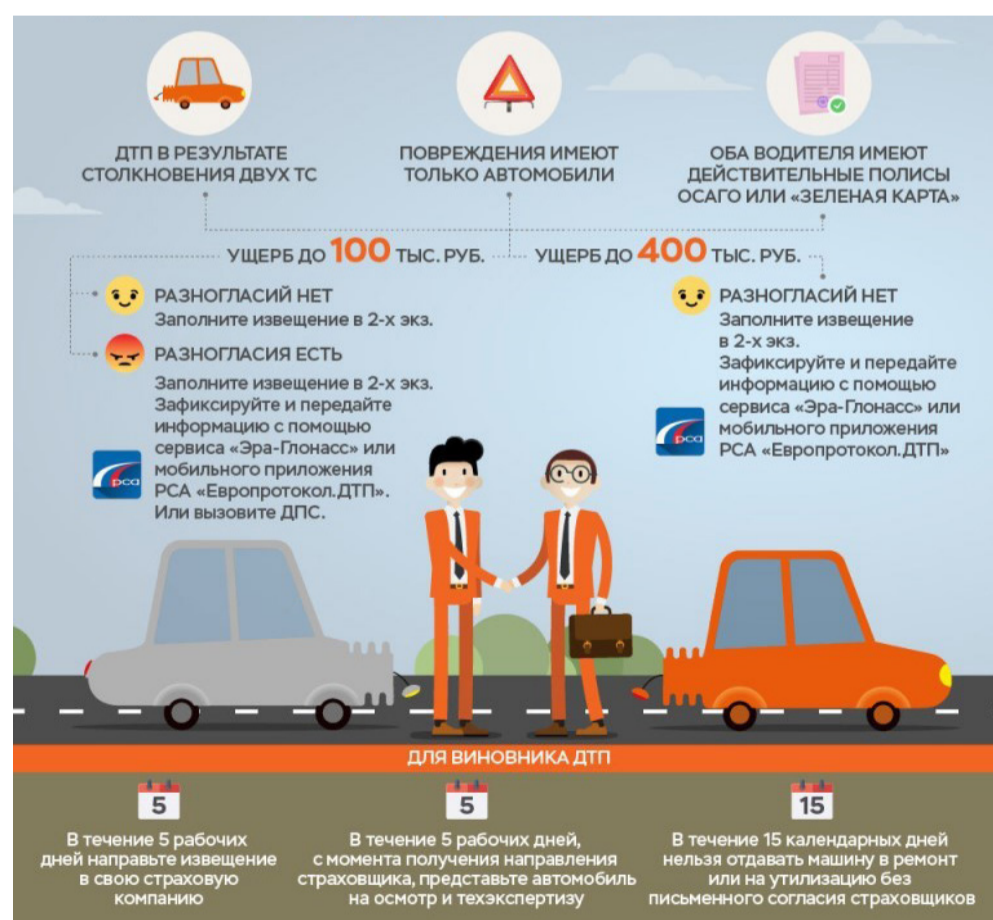 ДТП В РЕЗУЛЬТАТЕ
СТОЛКНОВЕНИЯ ДВУХ ТС
ПОВРЕЖДЕНИЯ ИМЕЮТ
ТОЛЬКО АВТОМОБИЛИ
ОБА ВОДИТЕЛЯ ИМЕЮТ
ДЕЙСТВИТЕЛЬНЫЕ ПОЛИСЫ
ОСАГО ИЛИ «ЗЕЛЕНАЯ КАРТА»
УЩЕРБ ДО 100 ТЫС. РУБ.
РАЗНОГЛАСИЙ НЕТ
Заполните извещение в 2-х экз.
РАЗНОГЛАСИЯ ЕСТЬ
Заполните извещение в 2-х экз.
Зафиксируйте и передайте
информацию с помощью
сервиса «Эра-Глонасс» или
мобильного приложения
РСА «Европротокол.ДТП».
Или вызовите ДПС.
рса
УЩЕРБ ДО 400 ТЫС. РУБ.
РАЗНОГЛАСИЙ НЕТ
Заполните извещение
в 2-х экз.
Зафиксируйте и передайте
информацию с помощью
сервиса «Эра-Глонасс» или
мобильного приложения
РСА «Европротокол.ДТП»
рса
ДЛЯ ВИНОВНИКА ДТП
5
В течение 5 рабочих
дней направьте извещение
в свою страховую
компанию
5
В течение 5 рабочих дней,
с момента получения направления
страховщика, представьте автомобиль
на осмотр и техэкспертизу
15
В течение 15 календарных дней
нельзя отдавать машину в ремонт
или на утилизацию без
письменного согласия страховщиков